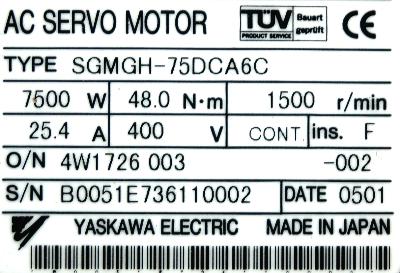 AC SERVO MOTOR TÜV Bauart geprüft CE
PRODUCT SERVICE
TYPE SGMGH-75DCA6C
7500 W 48.0 N·m 1500 r/min
25.4 A 400 V CONT. ins. F
O/N 4W1726 003 -002
S/N B0051E736110002 DATE 0501
YASKAWA ELECTRIC MADE IN JAPAN